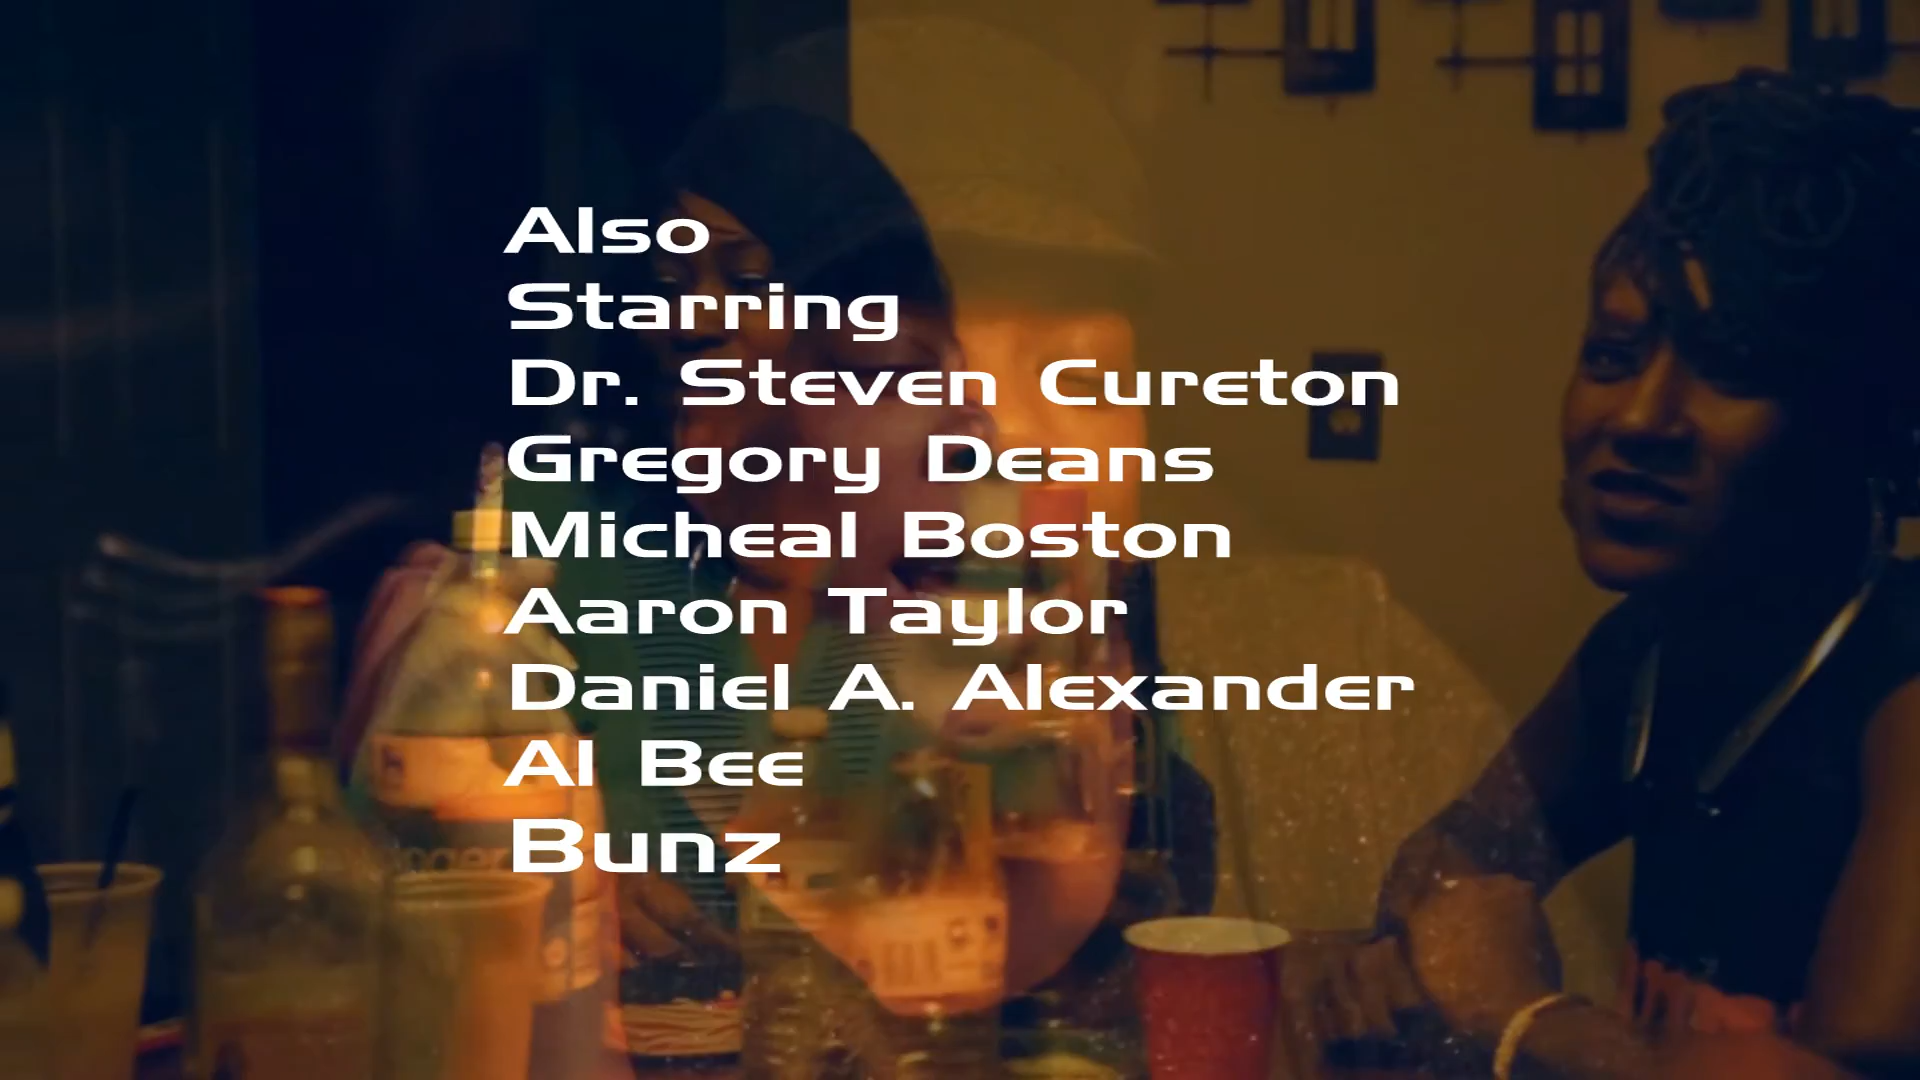 Also
Starring
Dr. Steven Cureton
Gregory Deans
Micheal Boston
Aaron Taylor
Daniel A. Alexander
Al Bee
Bunz